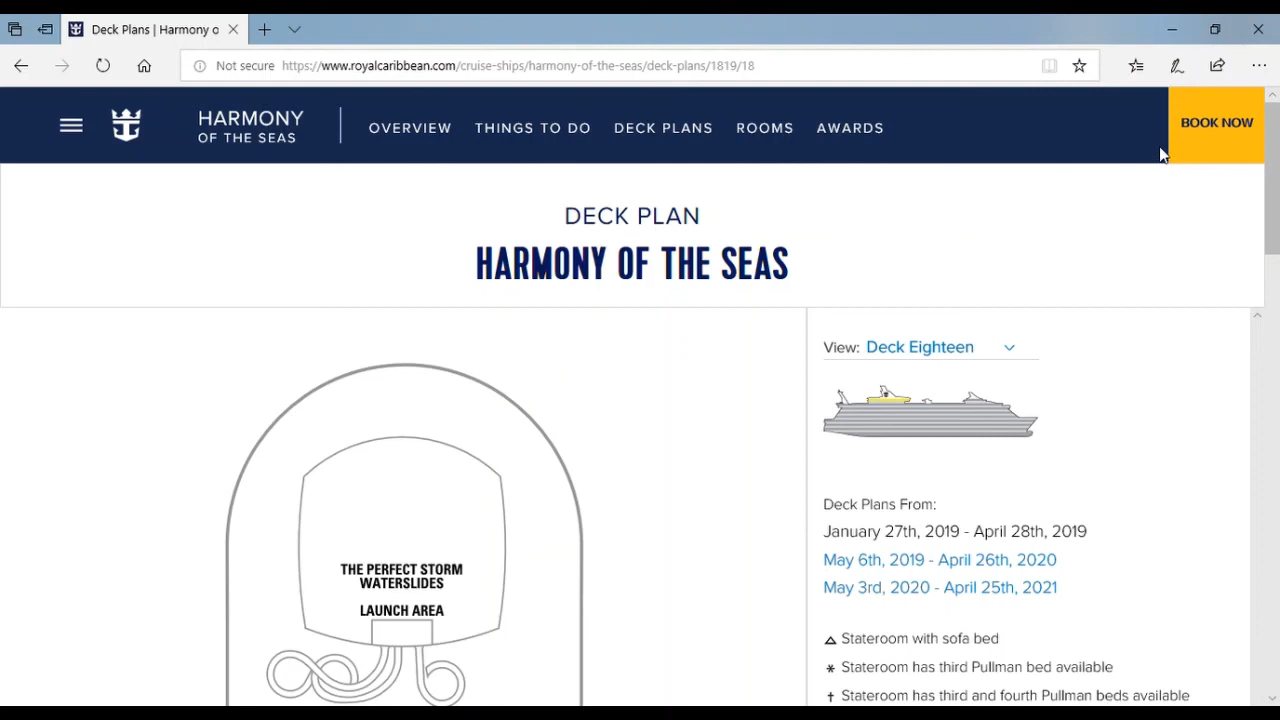 Deck Plans | Harmony o
Not secure https://www.royalcaribbean.com/cruise-ships/harmony-of-the-seas/deck-plans/1819/18
HARMONY
OF THE SEAS
OVERVIEW THINGS TO DO DECK PLANS ROOMS AWARDS
BOOK NOW
DECK PLAN
HARMONY OF THE SEAS
THE PERFECT STORM
WATERSLIDES
LAUNCH AREA
View: Deck Eighteen
Deck Plans From:
January 27th, 2019 - April 28th, 2019
May 6th, 2019 - April 26th, 2020
May 3rd, 2020 - April 25th, 2021
Stateroom with sofa bed
* Stateroom has third Pullman bed available
† Stateroom has third and fourth Pullman beds available